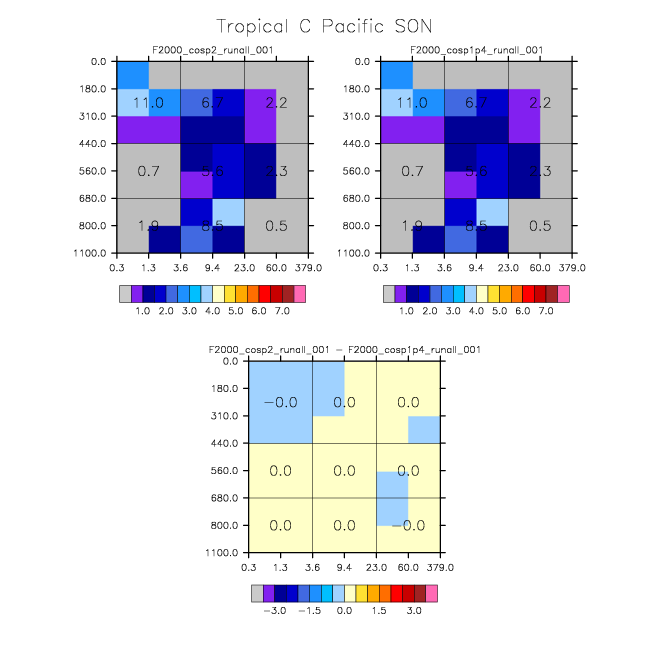 Tropical C Pacific SON
F2000_cosp2_runall_001
0.0
180.0
310.0
440.0
560.0
680.0
800.0
1100.0
11.0 6.7 2.2
0.7 5.6 2.3
1.9 8.5 0.5
0.3 1.3 3.6 9.4 23.0 60.0 379.0
1.0 2.0 3.0 4.0 5.0 6.0 7.0
F2000_cosp1p4_runall_001
0.0
180.0
310.0
440.0
560.0
680.0
800.0
1100.0
11.0 6.7 2.2
0.7 5.6 2.3
1.9 8.5 0.5
0.3 1.3 3.6 9.4 23.0 60.0 379.0
1.0 2.0 3.0 4.0 5.0 6.0 7.0
F2000_cosp2_runall_001 - F2000_cosp1p4_runall_001
0.0
180.0
310.0
440.0
560.0
680.0
800.0
1100.0
-0.0 0.0 0.0
0.0 0.0 0.0
0.0 0.0 -0.0
0.3 1.3 3.6 9.4 23.0 60.0 379.0
-3.0 -1.5 0.0 1.5 3.0